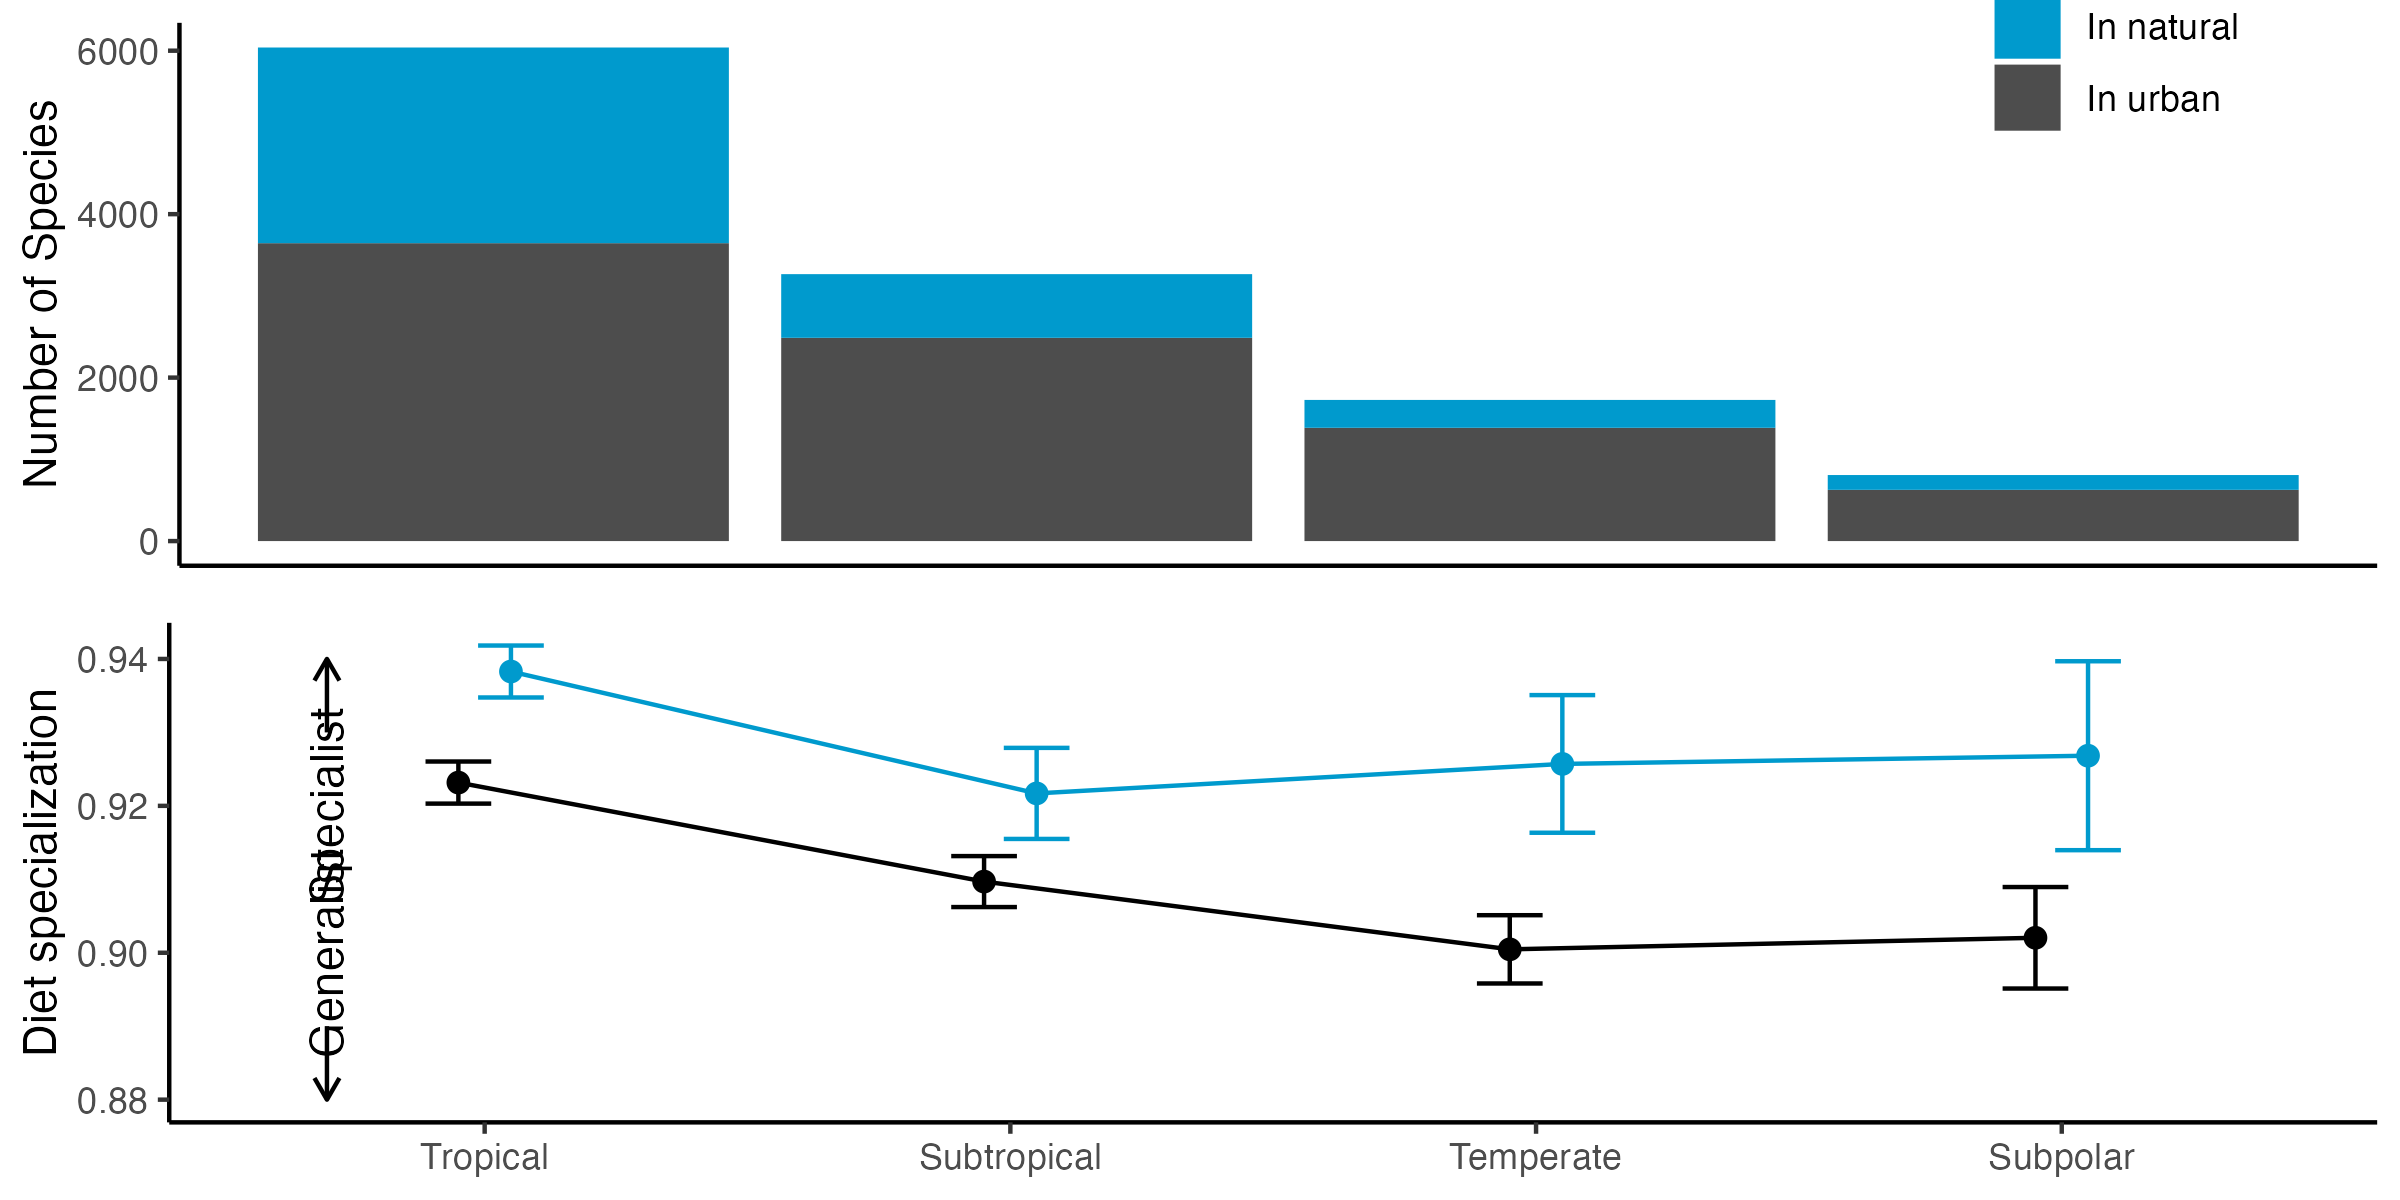 In natural
In urban
Number of Species
6000
4000
2000
0
Diet specialization
0.94
0.92
0.90
0.88
Specialist
Generalist
Tropical
Subtropical
Temperate
Subpolar